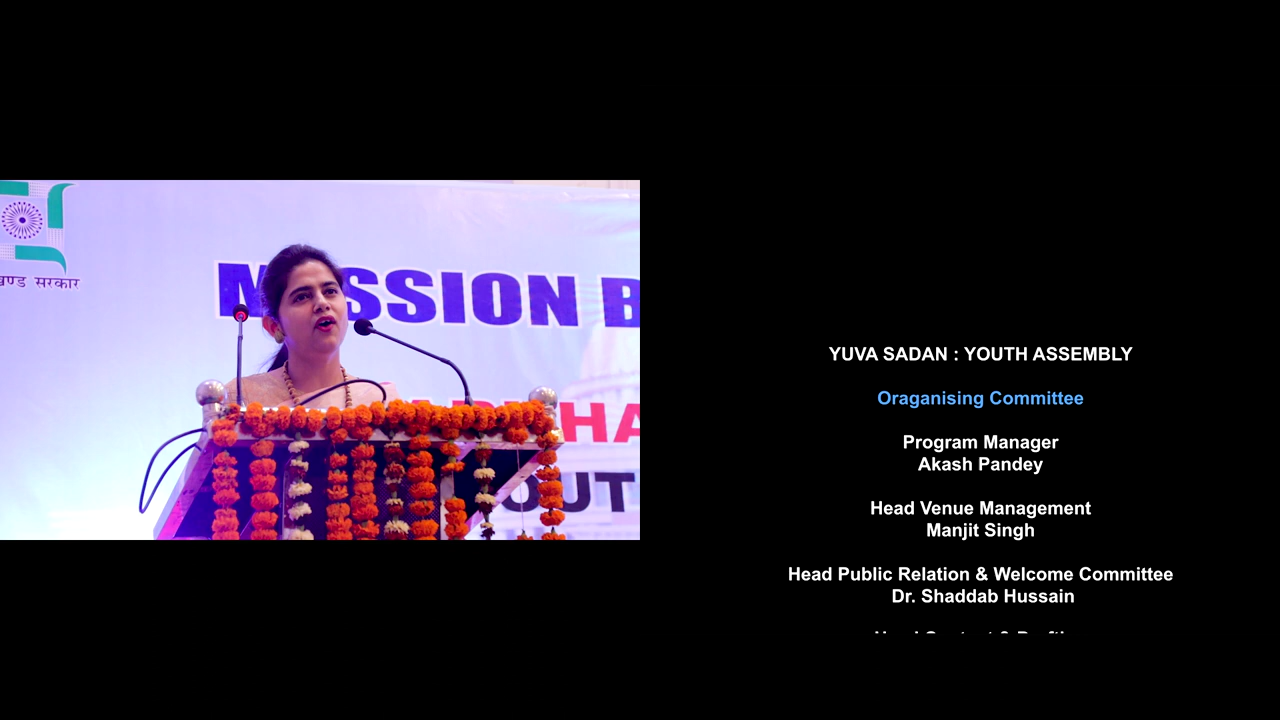 सरकार
MISSION B
HA
OUT
YUVA SADAN : YOUTH ASSEMBLY
Oraganising Committee
Program Manager
Akash Pandey
Head Venue Management
Manjit Singh
Head Public Relation & Welcome Committee
Dr. Shaddab Hussain